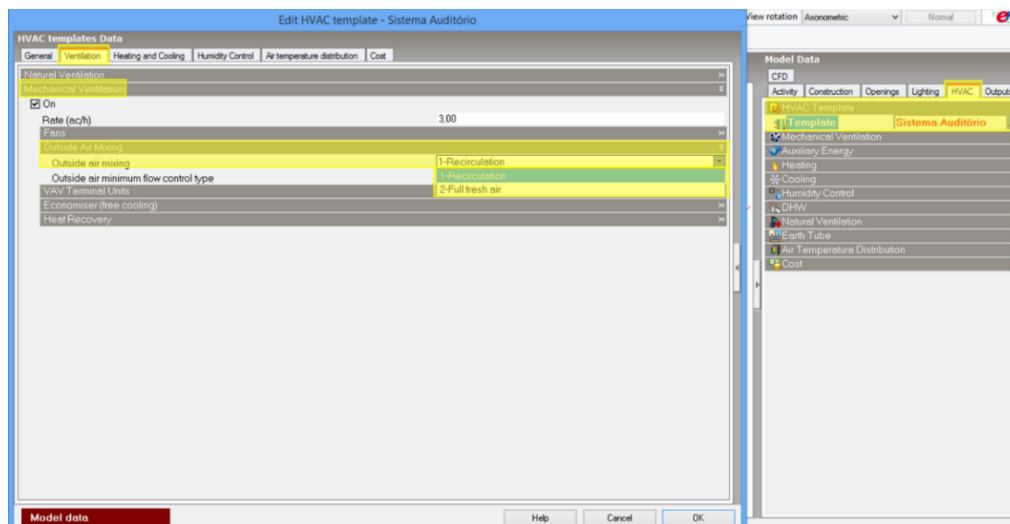 Edit HVAC template - Sistema Auditório
HVAC templates Data
General Ventilation Heating and Cooling Humidity Control Air temperature distribution Cost
Natural Ventilation
Mechanical Ventilation
On
Rate (ac/h) 3,00
Fans
Outside Air Mixing
Outside air mixing 1-Recirculation
1-Recirculation
Outside air minimum flow control type 2-Full fresh air
VAV Terminal Units
Economiser (free cooling)
Heat Recovery
Model data
Help Cancel OK
View rotation Axonometric Normal
Model Data
CFD
Activity Construction Openings Lighting HVAC Outputs
HVAC Template
Template Sistema Auditório
Mechanical Ventilation
Auxiliary Energy
Heating
Cooling
Humidity Control
DHW
Natural Ventilation
Earth Tube
Air Temperature Distribution
Cost